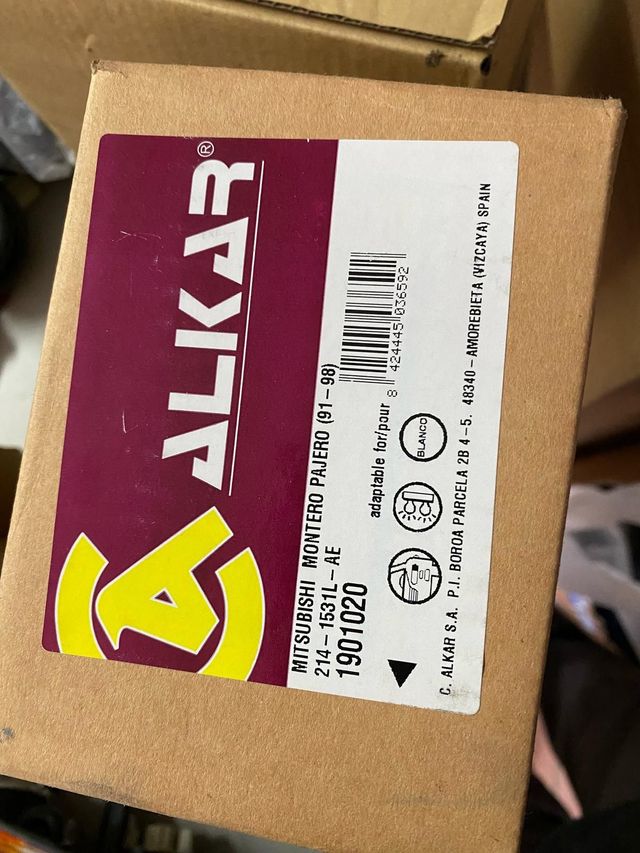 ALKAR®
MITSUBISHI MONTERO PAJERO (91-98)
214-1531L-AE
1901020
adaptable for/pour
8 424445 036592
BLANCO
C. ALKAR S.A. P.I. BOROA PARCELA 2B 4-5. 48340 - AMOREBIETA (VIZCAYA) SPAIN